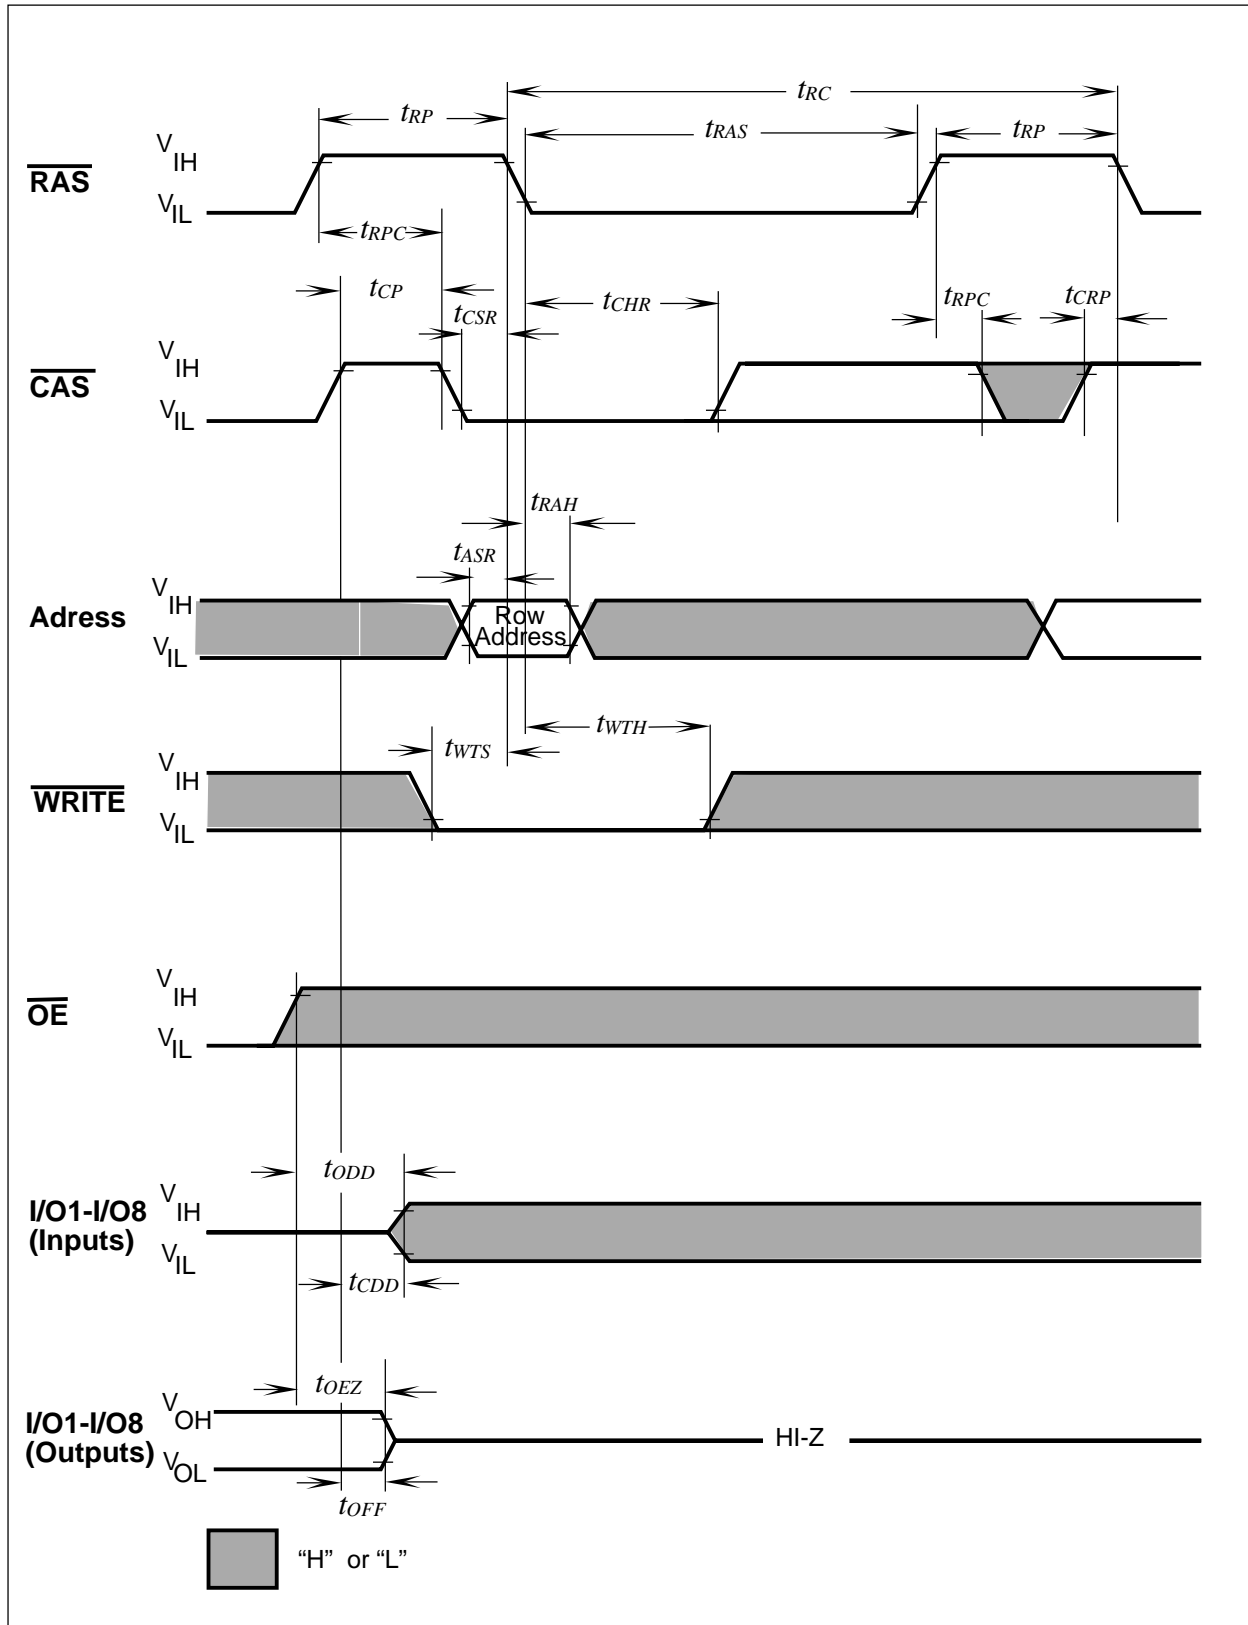 tRC
tRP
tRAS
tRP
RAS
VIH
VIL
tRPC
tCP
tCSR
tCHR
tRPC
tCRP
CAS
VIH
VIL
tRAH
tASR
Adress
VIH
VIL
Row
Address
tWTS
tWTH
WRITE
VIH
VIL
OE
VIH
VIL
tODD
I/O1-I/O8
(Inputs)
VIH
VIL
tCDD
tOEZ
I/O1-I/O8
(Outputs)
VOH
VOL
HI-Z
tOFF
“H” or “L”